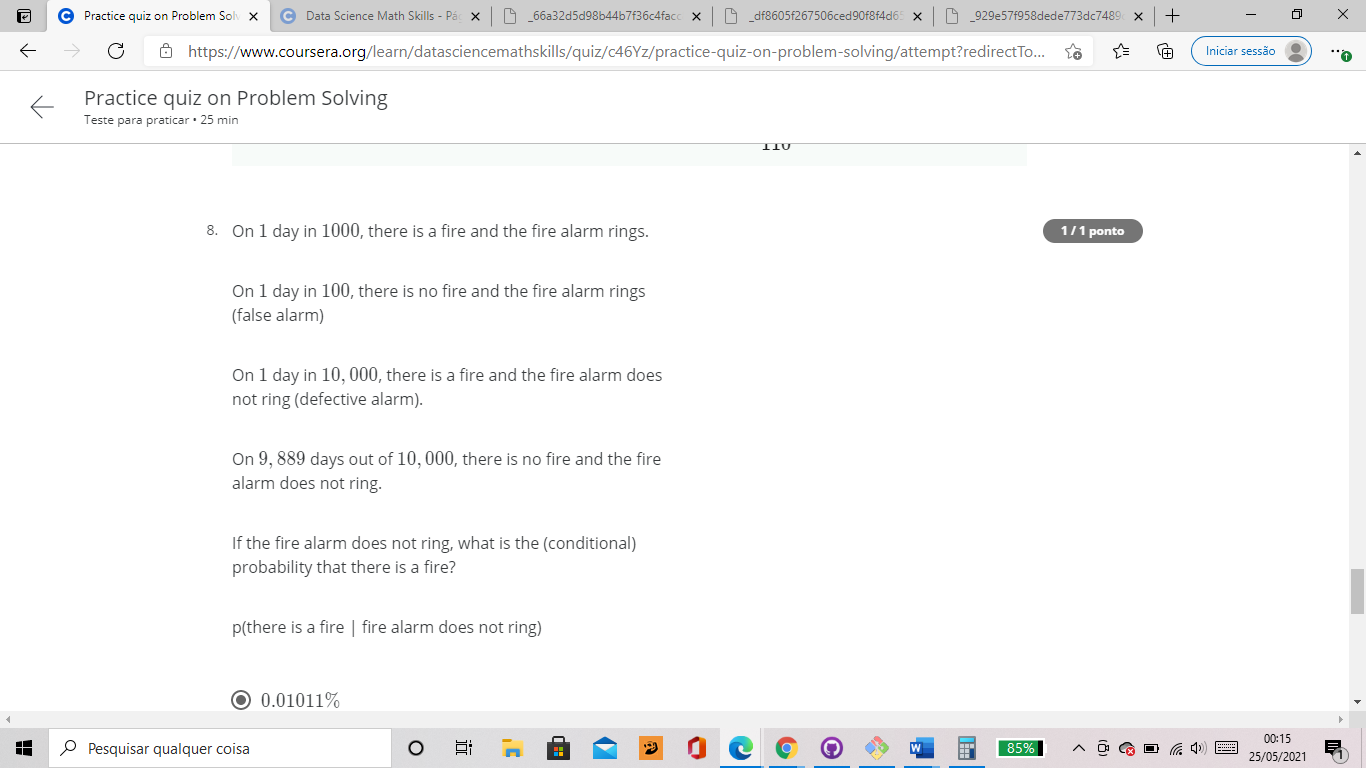 Practice quiz on Problem Solv
Data Science Math Skills - Pá
_66a32d5d98b44b7f36c4facc
_df8605f267506ced90f8f4d6
_929e57f958dede773dc7489
https://www.coursera.org/learn/datasciencemathskills/quiz/c46Yz/practice-quiz-on-problem-solving/attempt?redirectTo...
Iniciar sessão
Practice quiz on Problem Solving
Teste para praticar • 25 min
110
8. On 1 day in 1000, there is a fire and the fire alarm rings.
1 / 1 ponto
On 1 day in 100, there is no fire and the fire alarm rings
(false alarm)
On 1 day in 10, 000, there is a fire and the fire alarm does
not ring (defective alarm).
On 9, 889 days out of 10, 000, there is no fire and the fire
alarm does not ring.
If the fire alarm does not ring, what is the (conditional)
probability that there is a fire?
p(there is a fire | fire alarm does not ring)
0.01011%
Pesquisar qualquer coisa
85%
00:15
25/05/2021
1